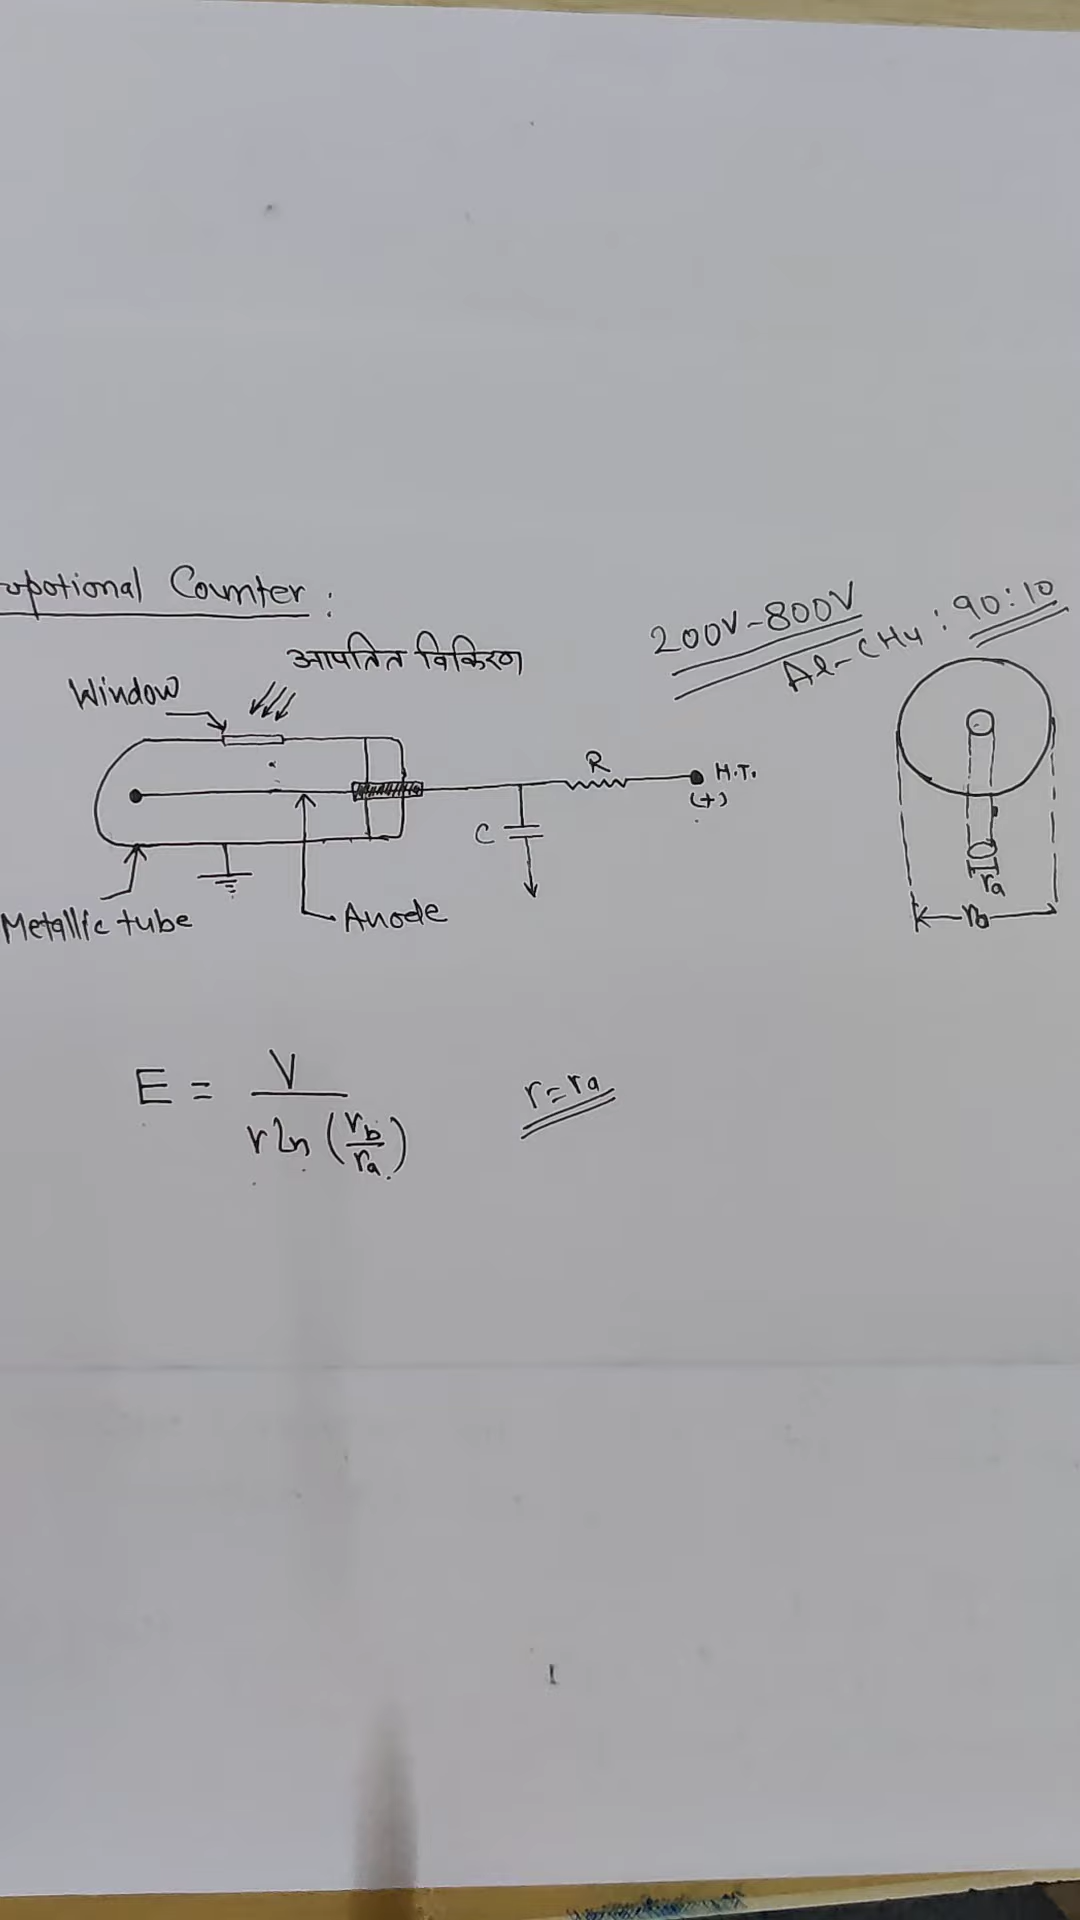 opotional Counter :
200V-800V
Ar-CH4 : 90:10
आपतित विकिरण
Window
R
H.T.
(+)
C
ra
rb
Metallic tube
Anode
E = V / r ln (rb/ra)
r=ra